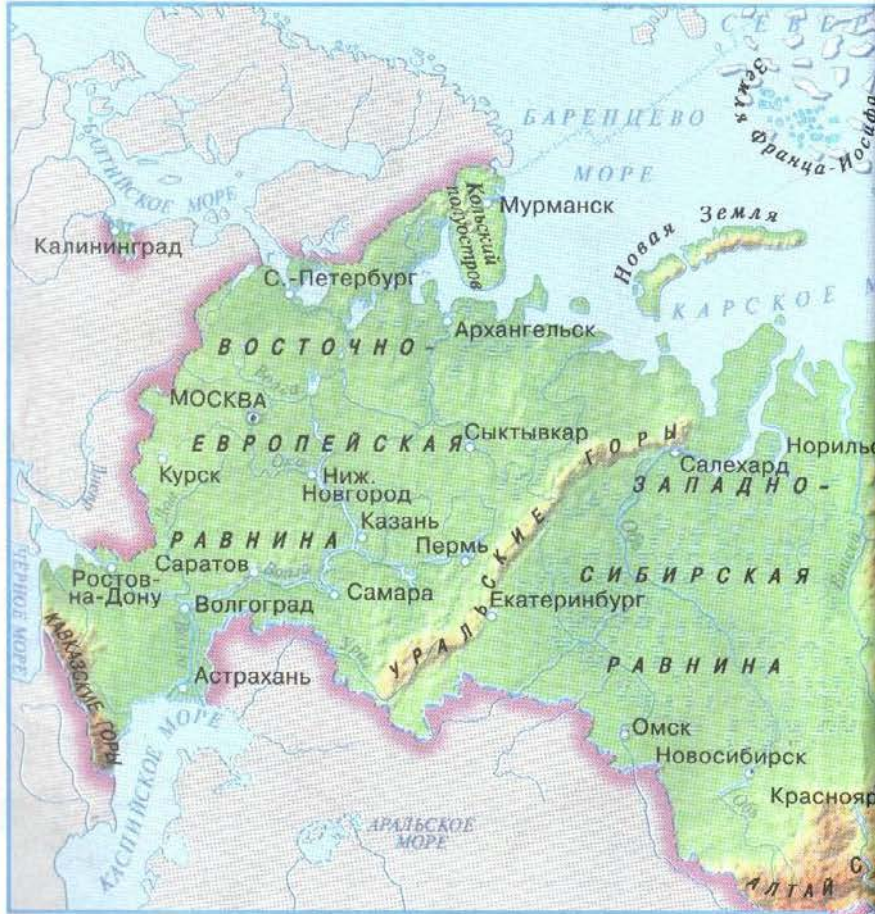 СЕВЕР
Земля Франца-Иосифа
БАРЕНЦЕВО
МОРЕ
БАЛТИЙСКОЕ МОРЕ
Кольский
полуостров
Мурманск
Новая Земля
Калининград
С.-Петербург
КАРСКОЕ М
Архангельск
ВОСТОЧНО-
Волга
МОСКВА
ЕВРОПЕЙСКАЯ
Сыктывкар
ГОРЫ
Норильс
Ока
Салехард
Курск
Ниж.
Новгород
ЗАПАДНО-
Днепр
Дон
Казань
Обь
Енисей
РАВНИНА
Пермь
Саратов
Волга
СИБИРСКАЯ
ЧЕРНОЕ МОРЕ
Ростов-
на-Дону
Волгоград
Самара
Екатеринбург
УРАЛЬСКИЕ
Волга
Урал
КАВКАЗСКИЕ ГОРЫ
Астрахань
РАВНИНА
Омск
Новосибирск
КАСПИЙСКОЕ МОРЕ
Обь
Краснояр
АРАЛЬСКОЕ
МОРЕ
АЛТАЙ
С